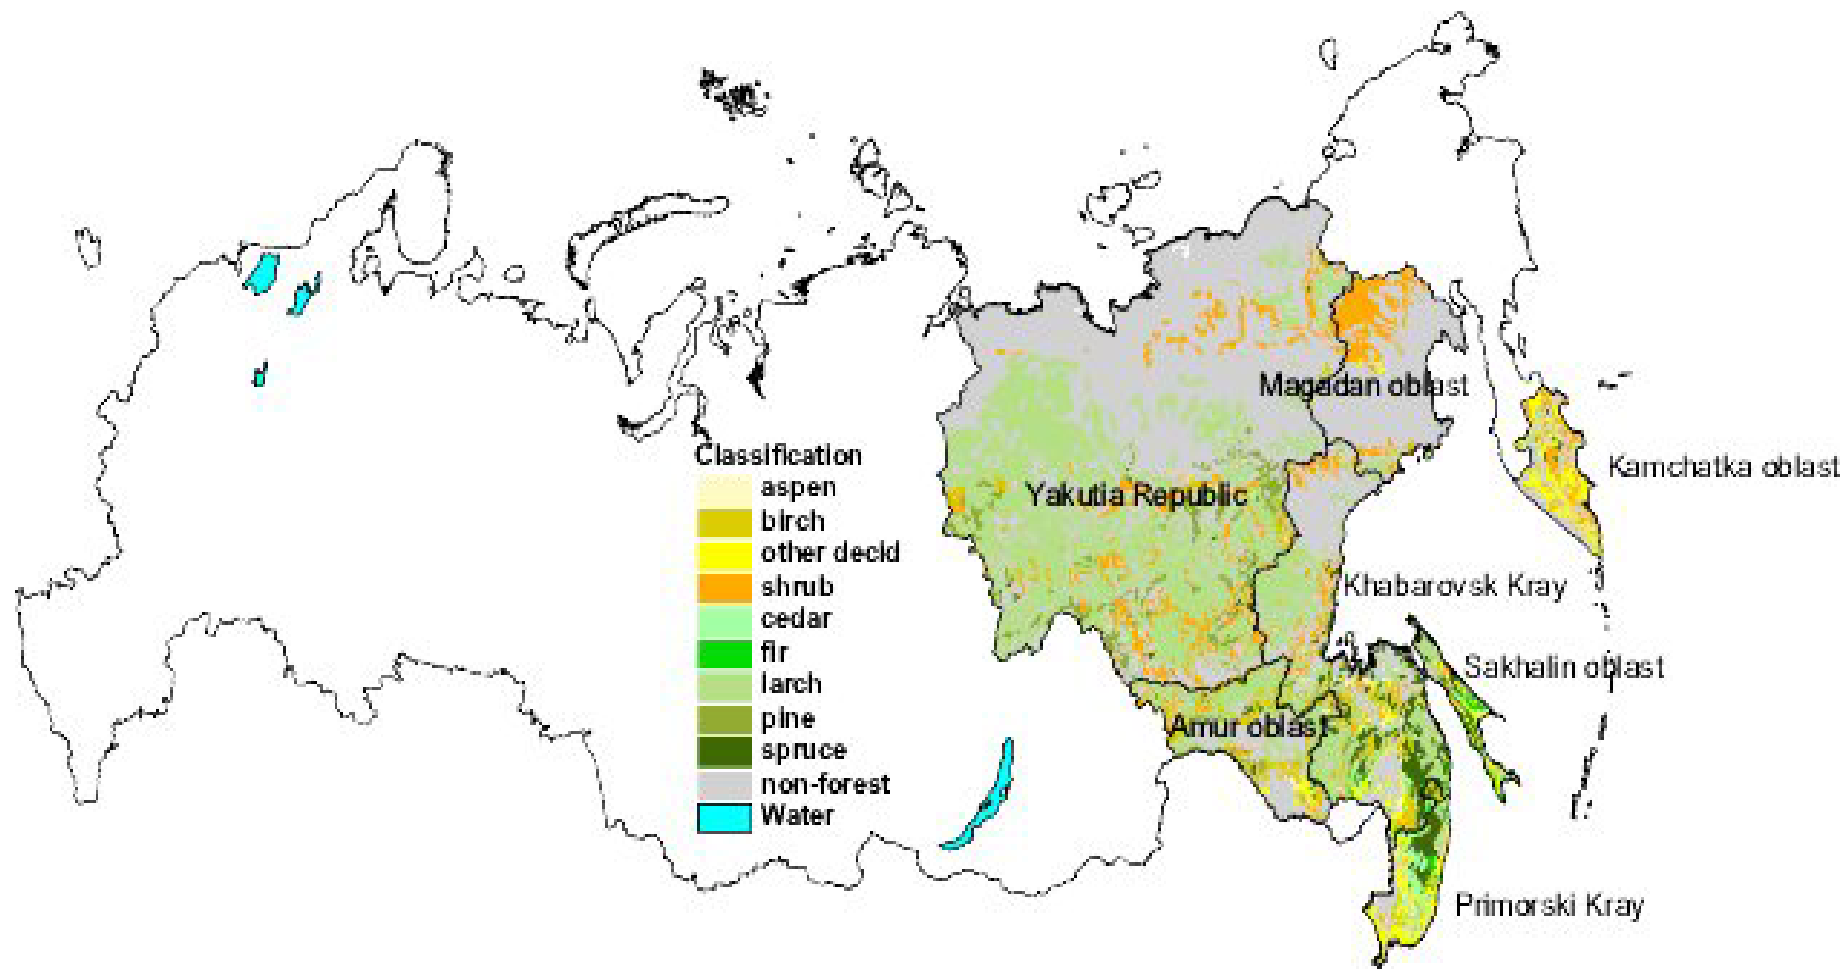 Magadan oblast
Kamchatka oblast
Classification
aspen
Yakutia Republic
birch
other decid
shrub
Khabarovsk Kray
cedar
fir
Sakhalin oblast
larch
pine
Amur oblast
spruce
non-forest
Water
Primorski Kray